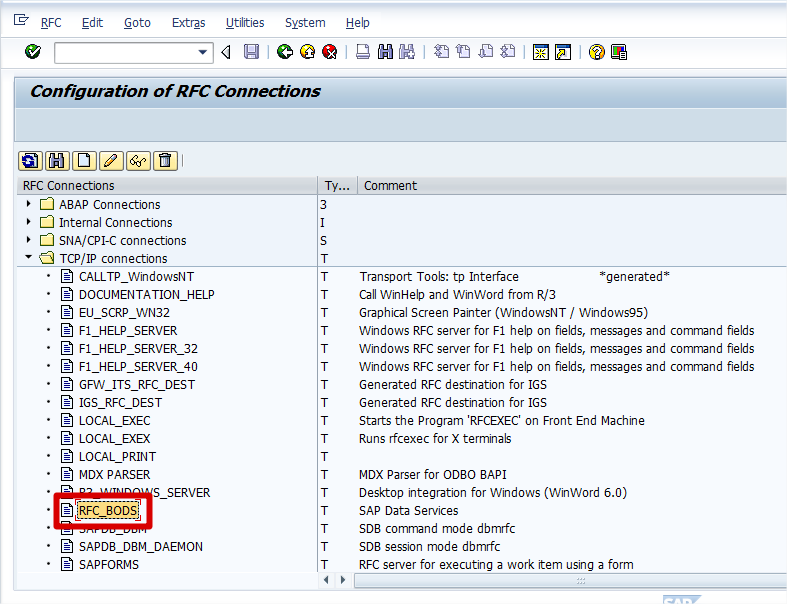 RFC Edit Goto Extras Utilities System Help
Configuration of RFC Connections
RFC Connections Ty... Comment
ABAP Connections 3
Internal Connections I
SNA/CPI-C connections S
TCP/IP connections T
CALLTP_WindowsNT T Transport Tools: tp Interface *generated*
DOCUMENTATION_HELP T Call WinHelp and WinWord from R/3
EU_SCRP_WN32 T Graphical Screen Painter (WindowsNT / Windows95)
F1_HELP_SERVER T Windows RFC server for F1 help on fields, messages and command fields
F1_HELP_SERVER_32 T Windows RFC server for F1 help on fields, messages and command fields
F1_HELP_SERVER_40 T Windows RFC server for F1 help on fields, messages and command fields
GFW_ITS_RFC_DEST T Generated RFC destination for IGS
IGS_RFC_DEST T Generated RFC destination for IGS
LOCAL_EXEC T Starts the Program 'RFCEXEC' on Front End Machine
LOCAL_EXEX T Runs rfcexec for X terminals
LOCAL_PRINT T
MDX PARSER T MDX Parser for ODBO BAPI
R3_WINDOWS_SERVER T Desktop integration for Windows (WinWord 6.0)
RFC_BODS T SAP Data Services
SAPDB_DBM T SDB command mode dbmrfc
SAPDB_DBM_DAEMON T SDB session mode dbmrfc
SAPFORMS T RFC server for executing a work item using a form
SAP